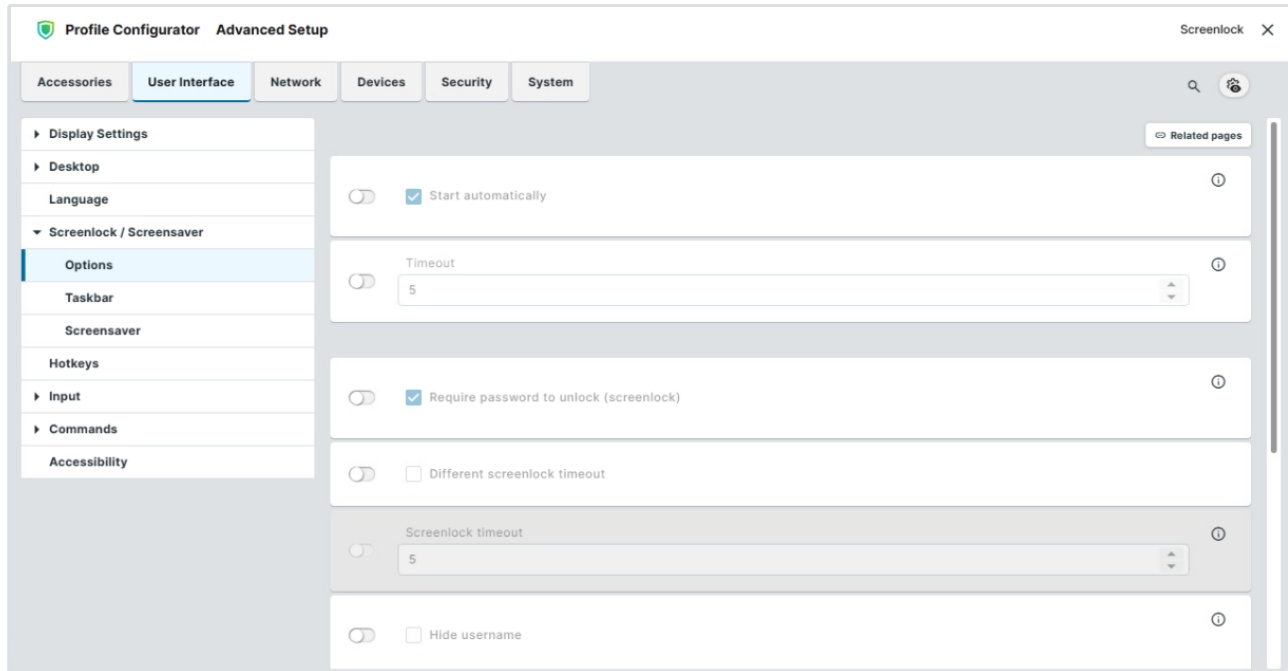 Profile Configurator Advanced Setup Screenlock
Accessories User Interface Network Devices Security System
Display Settings
Desktop
Language
Screenlock / Screensaver
Options
Taskbar
Screensaver
Hotkeys
Input
Commands
Accessibility
Related pages
Start automatically
Timeout
5
Require password to unlock (screenlock)
Different screenlock timeout
Screenlock timeout
5
Hide username